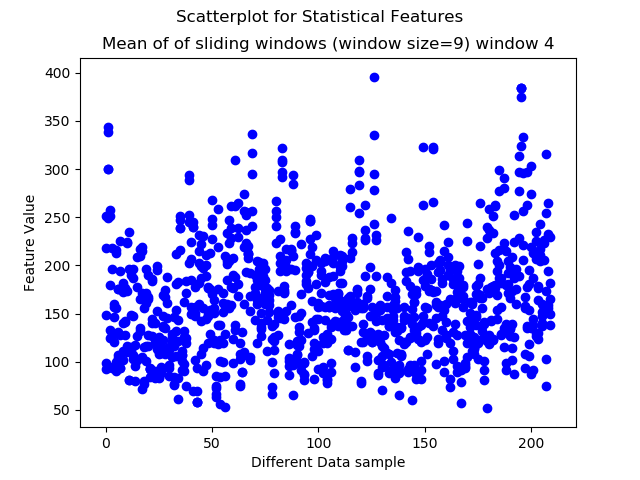 Scatterplot for Statistical Features
Mean of of sliding windows (window size=9) window 4
400
350
300
250
200
150
100
50
Feature Value
0 50 100 150 200
Different Data sample